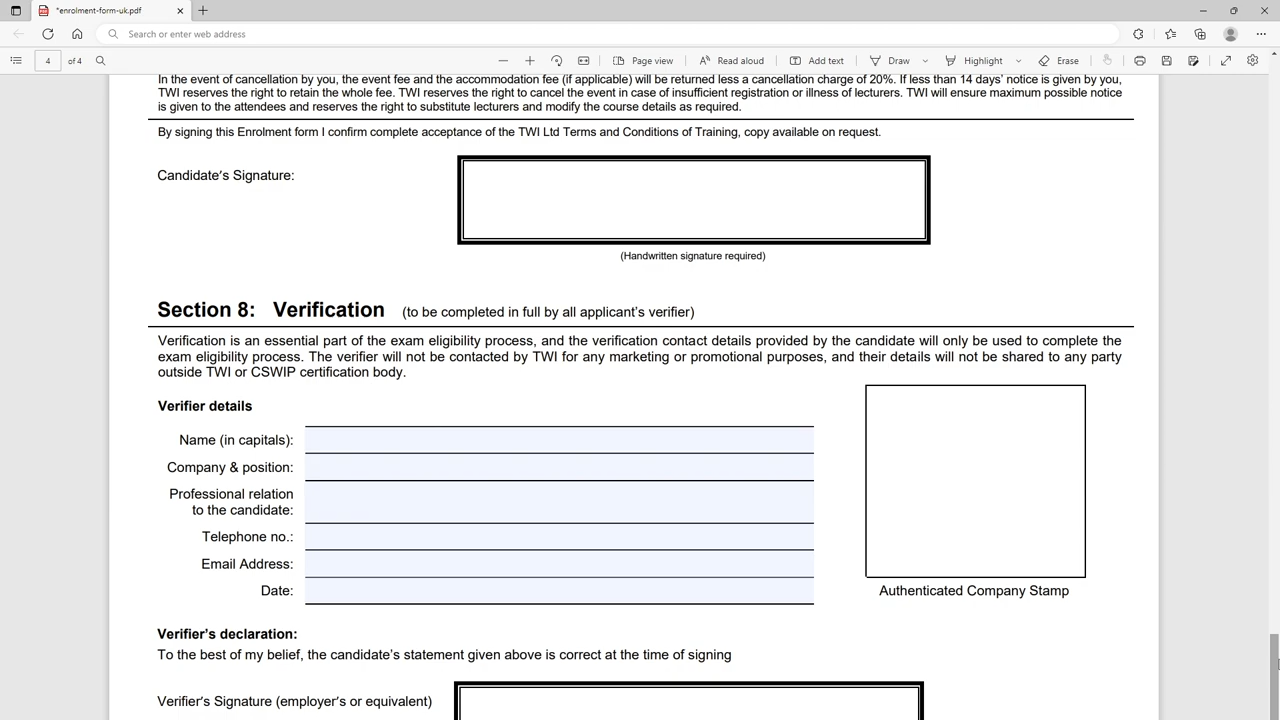 *enrolment-form-uk.pdf
Search or enter web address
4 of 4
Page view
Read aloud
Add text
Draw
Highlight
Erase
In the event of cancellation by you, the event fee and the accommodation fee (if applicable) will be returned less a cancellation charge of 20%. If less than 14 days' notice is given by you,
TWI reserves the right to retain the whole fee. TWI reserves the right to cancel the event in case of insufficient registration or illness of lecturers. TWI will ensure maximum possible notice
is given to the attendees and reserves the right to substitute lecturers and modify the course details as required.
By signing this Enrolment form I confirm complete acceptance of the TWI Ltd Terms and Conditions of Training, copy available on request.
Candidate's Signature:
(Handwritten signature required)
Section 8: Verification (to be completed in full by all applicant's verifier)
Verification is an essential part of the exam eligibility process, and the verification contact details provided by the candidate will only be used to complete the
exam eligibility process. The verifier will not be contacted by TWI for any marketing or promotional purposes, and their details will not be shared to any party
outside TWI or CSWIP certification body.
Verifier details
Name (in capitals):
Company & position:
Professional relation
to the candidate:
Telephone no.:
Email Address:
Date:
Authenticated Company Stamp
Verifier's declaration:
To the best of my belief, the candidate's statement given above is correct at the time of signing
Verifier's Signature (employer's or equivalent)